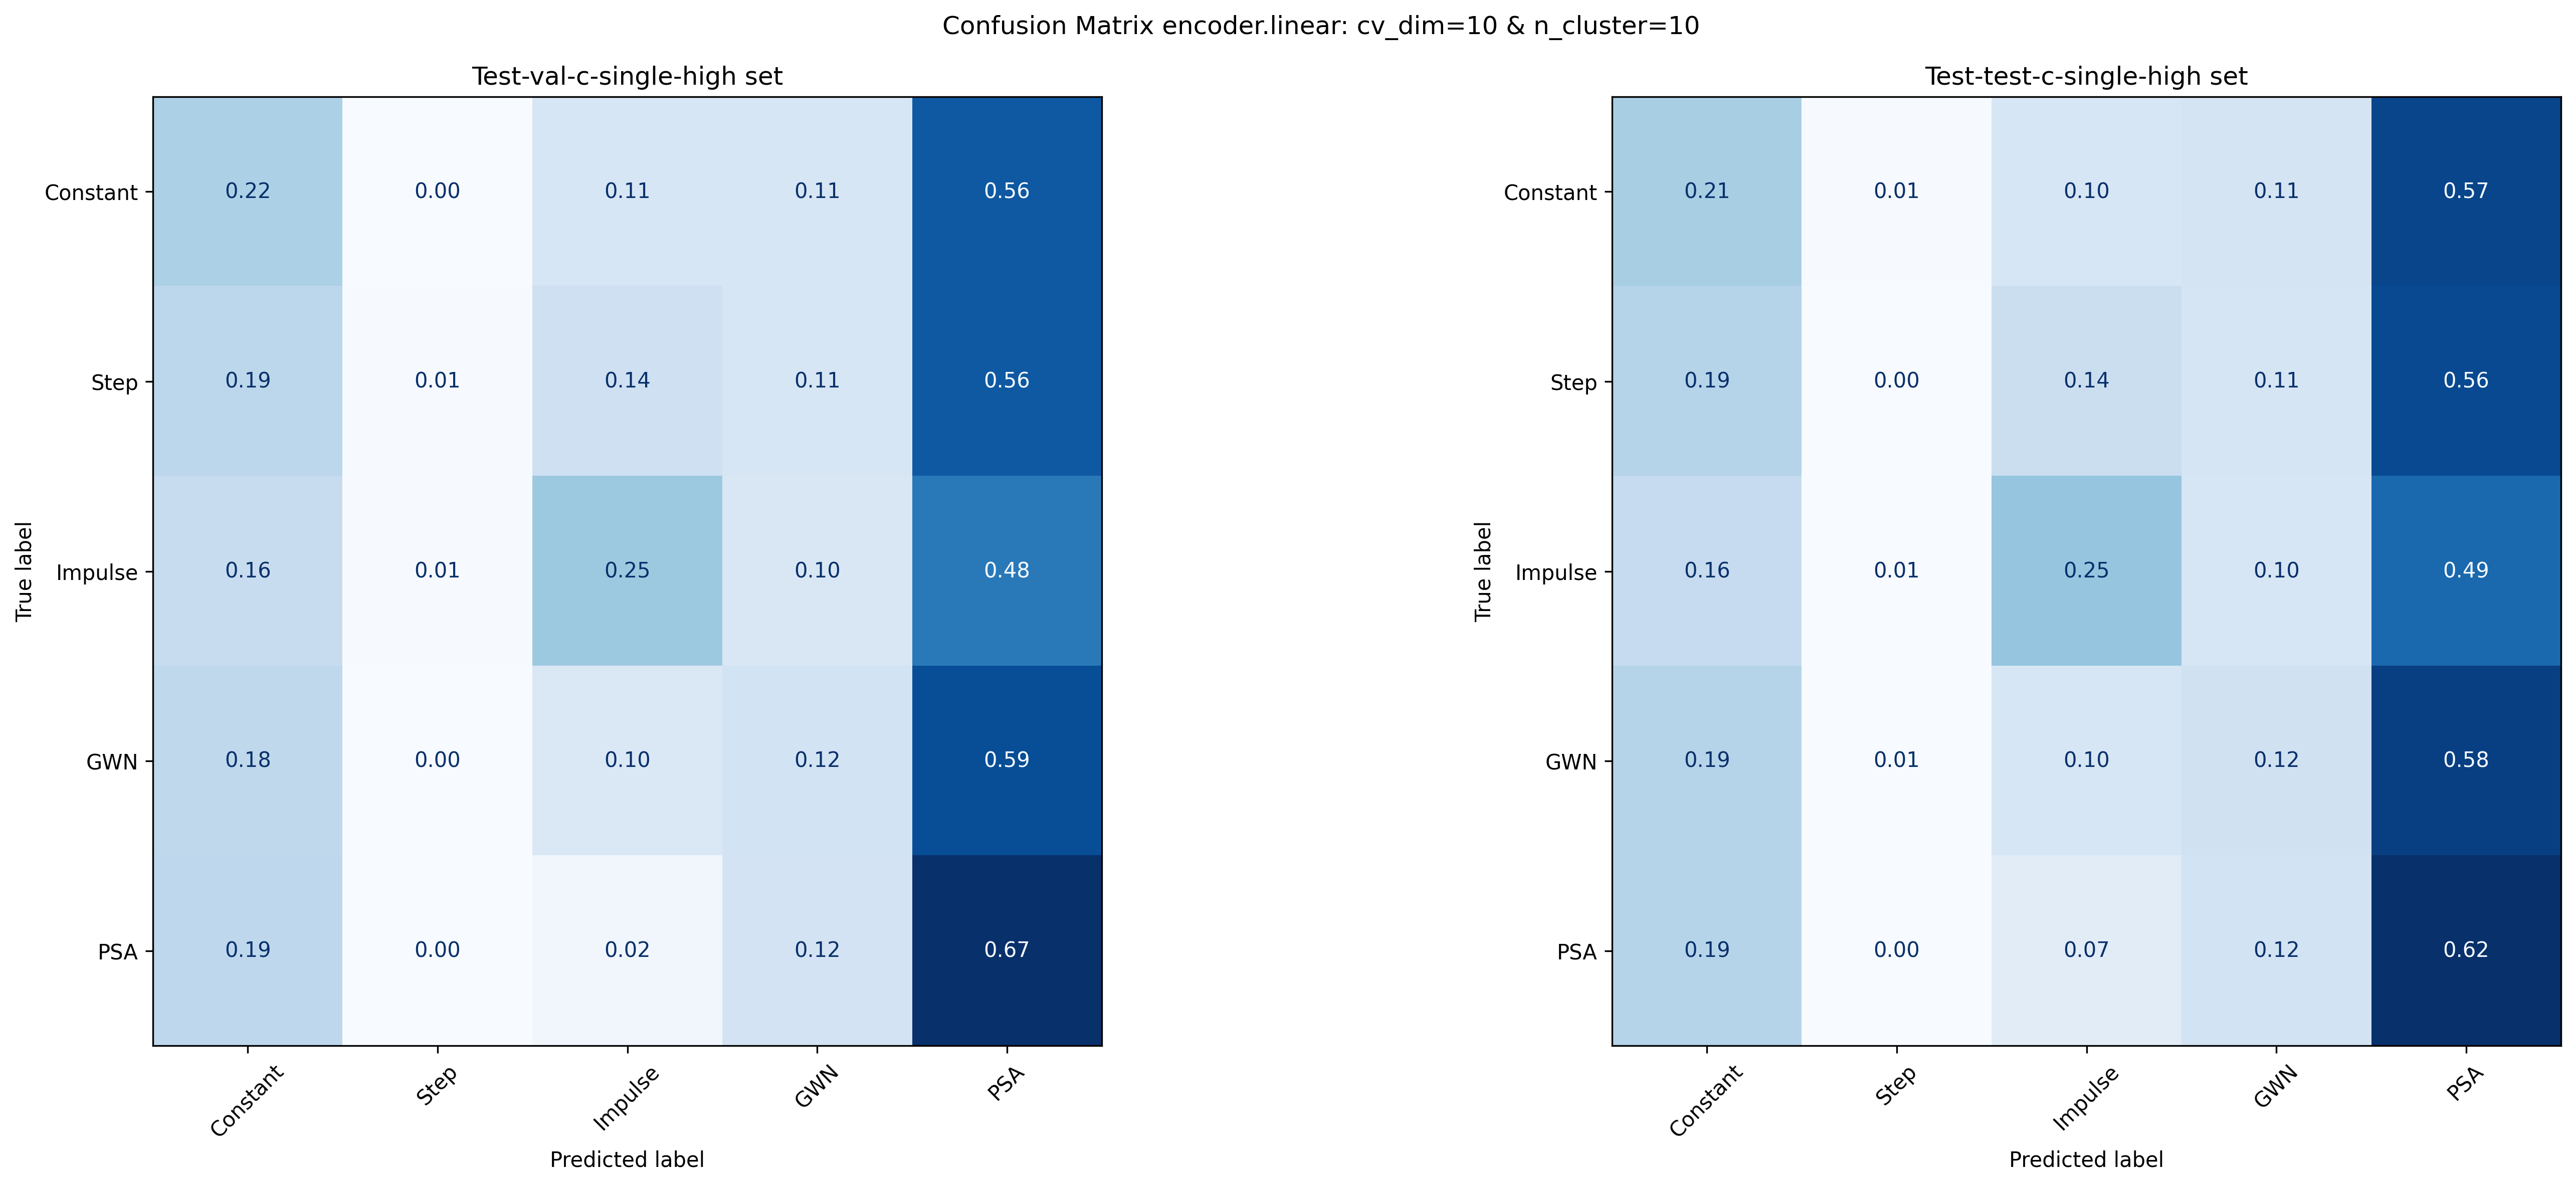 Confusion Matrix encoder.linear: cv_dim=10 & n_cluster=10
Test-val-c-single-high set
True label
Constant 0.22 0.00 0.11 0.11 0.56
Step 0.19 0.01 0.14 0.11 0.56
Impulse 0.16 0.01 0.25 0.10 0.48
GWN 0.18 0.00 0.10 0.12 0.59
PSA 0.19 0.00 0.02 0.12 0.67
Constant Step Impulse GWN PSA
Predicted label
Test-test-c-single-high set
True label
Constant 0.21 0.01 0.10 0.11 0.57
Step 0.19 0.00 0.14 0.11 0.56
Impulse 0.16 0.01 0.25 0.10 0.49
GWN 0.19 0.01 0.10 0.12 0.58
PSA 0.19 0.00 0.07 0.12 0.62
Constant Step Impulse GWN PSA
Predicted label